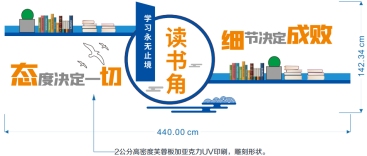 学习永无止境
读书角
细节决定成败
态度决定一切
142.34 cm
440.00 cm
2公分高密度芙蓉板加亚克力UV印刷，雕刻形状。